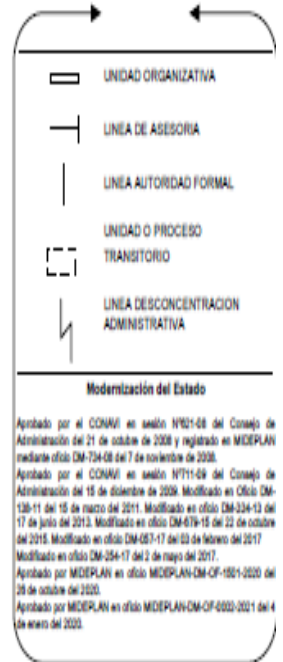 UNIDAD ORGANIZATIVA
LINEA DE ASESORIA
LINEA AUTORIDAD FORMAL
UNIDAD O PROCESO
TRANSITORIO
LINEA DESCONCENTRACION
ADMINISTRATIVA
Modernización del Estado
Aprobado por el CONAVI en sesión Nº621-08 del Consejo de
Administración del 21 de octubre de 2008 y registrado en MIDEPLAN
mediante oficio DM-734-08 del 7 de noviembre de 2008.
Aprobado por el CONAVI en sesión Nº711-09 del Consejo de
Administración del 15 de diciembre de 2009. Modificado en Oficio DM-
138-11 del 15 de marzo del 2011. Modificado en oficio DM-334-13 del
17 de junio del 2013. Modificado en oficio DM-679-15 del 22 de octubre
del 2015. Modificado en oficio DM-057-17 del 03 de febrero del 2017
Modificado en oficio DM-254-17 del 2 de mayo del 2017.
Aprobado por MIDEPLAN en oficio MIDEPLAN-DM-OF-1501-2020 del
26 de octubre del 2020.
Aprobado por MIDEPLAN en oficio MIDEPLAN-DM-OF-0002-2021 del 4
de enero del 2020.